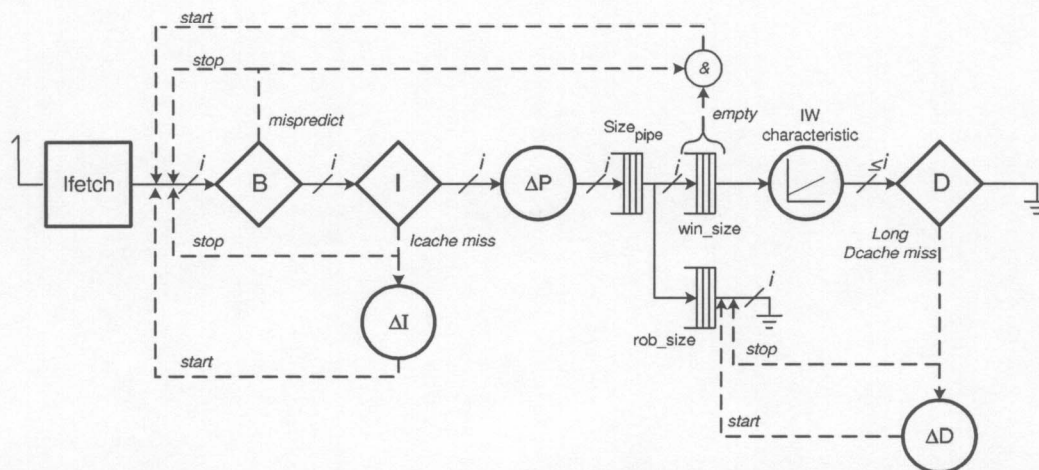 start
stop
&
mispredict
empty
Size_pipe
IW
characteristic
Ifetch
i
B
i
I
i
ΔP
i
i
≤i
D
stop
Icache miss
win_size
Long
Dcache miss
ΔI
i
rob_size
start
stop
start
ΔD